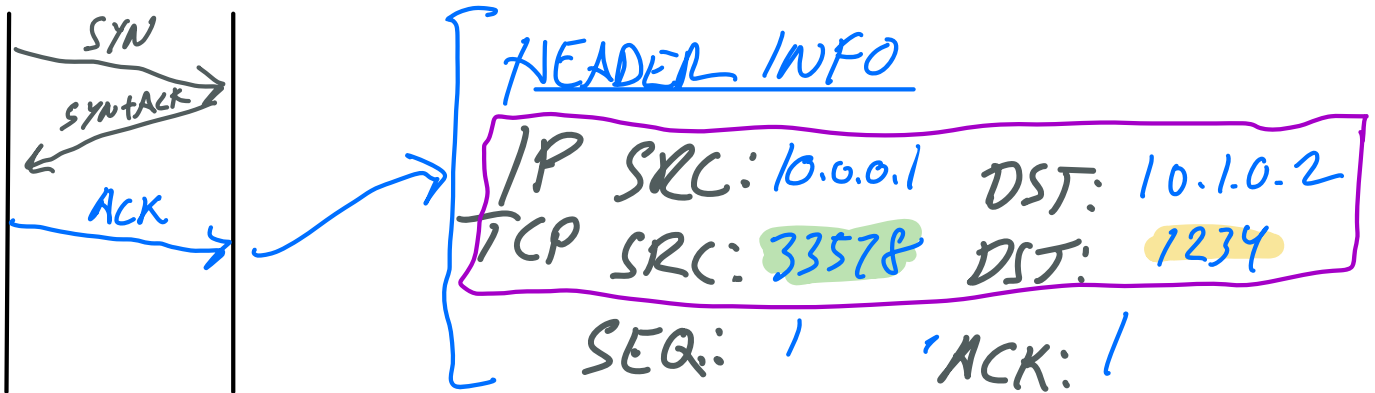 SYN
SYN+ACK
ACK
HEADER INFO
IP SRC: 10.0.0.1 DST: 10.1.0.2
TCP SRC: 33578 DST: 1234
SEQ: 1 ACK: 1